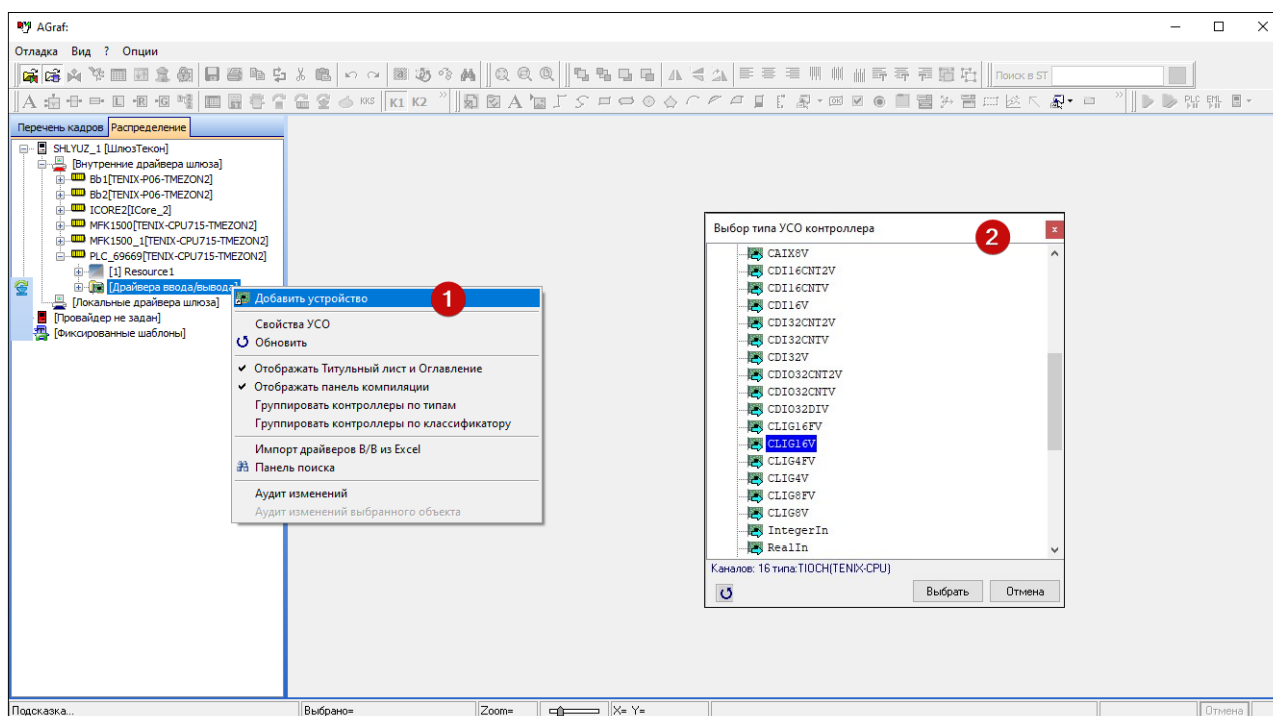 AGraf:
Отладка Вид ? Опции
Поиск в ST
KKS K1 K2 PLC EML
Перечень кадров Распределение
SHLYUZ_1 [ШлюзТекон]
[Внутренние драйвера шлюза]
Bb1[TENIX-P06-TMEZON2]
Bb2[TENIX-P06-TMEZON2]
ICORE2[ICore_2]
MFK1500[TENIX-CPU715-TMEZON2]
MFK1500_1[TENIX-CPU715-TMEZON2]
PLC_69669[TENIX-CPU715-TMEZON2]
[1] Resource1
[Драйвера ввода/вывода]
[Локальные драйвера шлюза]
[Провайдер не задан]
[Фиксированные шаблоны]
Добавить устройство 1
Свойства УСО
Обновить
Отображать Титульный лист и Оглавление
Отображать панель компиляции
Группировать контроллеры по типам
Группировать контроллеры по классификатору
Импорт драйверов В/В из Excel
Панель поиска
Аудит изменений
Аудит изменений выбранного объекта
Выбор типа УСО контроллера 2
CAIX8V
CDI16CNT2V
CDI16CNTV
CDI16V
CDI32CNT2V
CDI32CNTV
CDI32V
CDIO32CNT2V
CDIO32CNTV
CDIO32DIV
CLIG16FV
CLIG16V
CLIG4FV
CLIG4V
CLIG8FV
CLIG8V
IntegerIn
RealIn
Каналов: 16 типа:TIOCH(TENIX-CPU)
Выбрать Отмена
Подсказка... Выбрано= Zoom= X= Y= Отмена